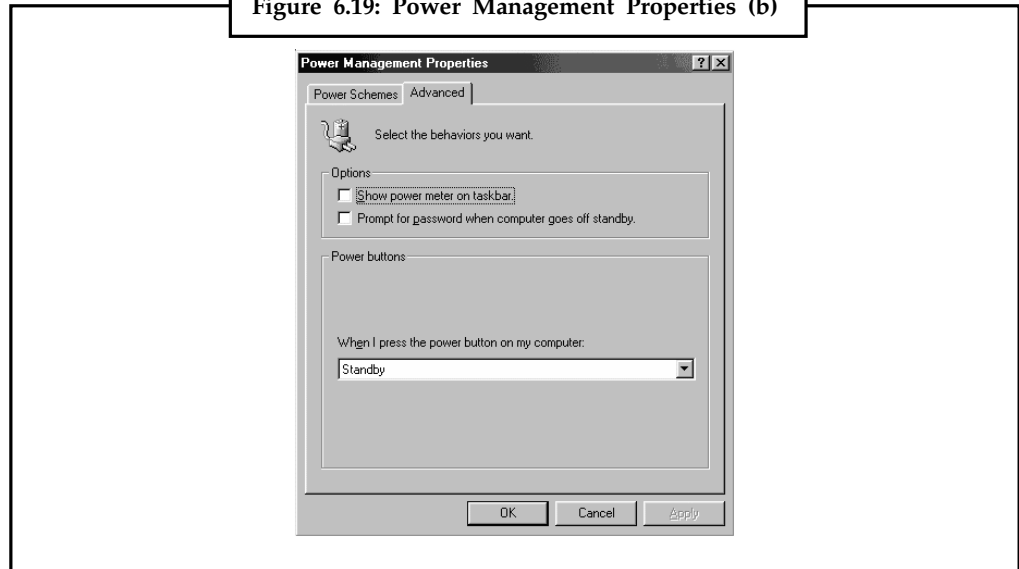 Figure 6.19: Power Management Properties (b)
Power Management Properties
Power Schemes Advanced
Select the behaviors you want.
Options
Show power meter on taskbar.
Prompt for password when computer goes off standby.
Power buttons
When I press the power button on my computer:
Standby
OK Cancel Apply